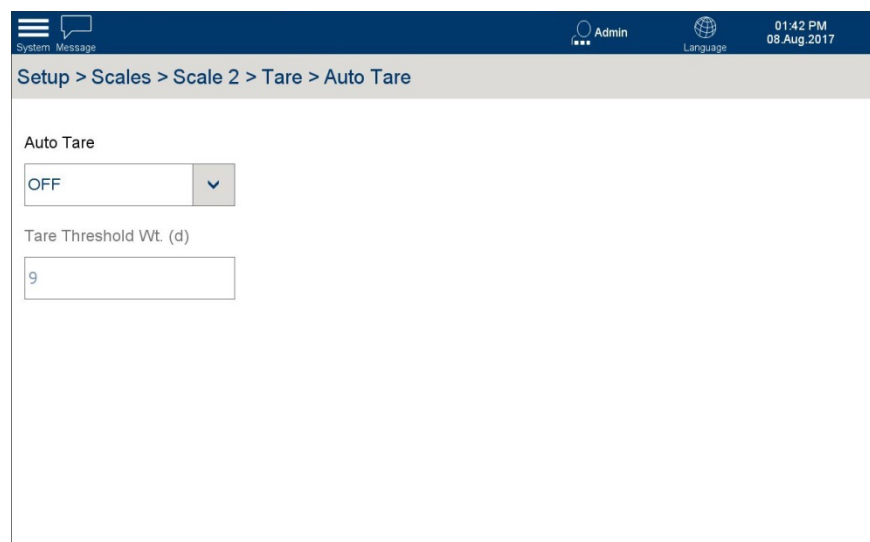 System Message
Admin
Language
01:42 PM
08.Aug.2017
Setup > Scales > Scale 2 > Tare > Auto Tare
Auto Tare
OFF
Tare Threshold Wt. (d)
9